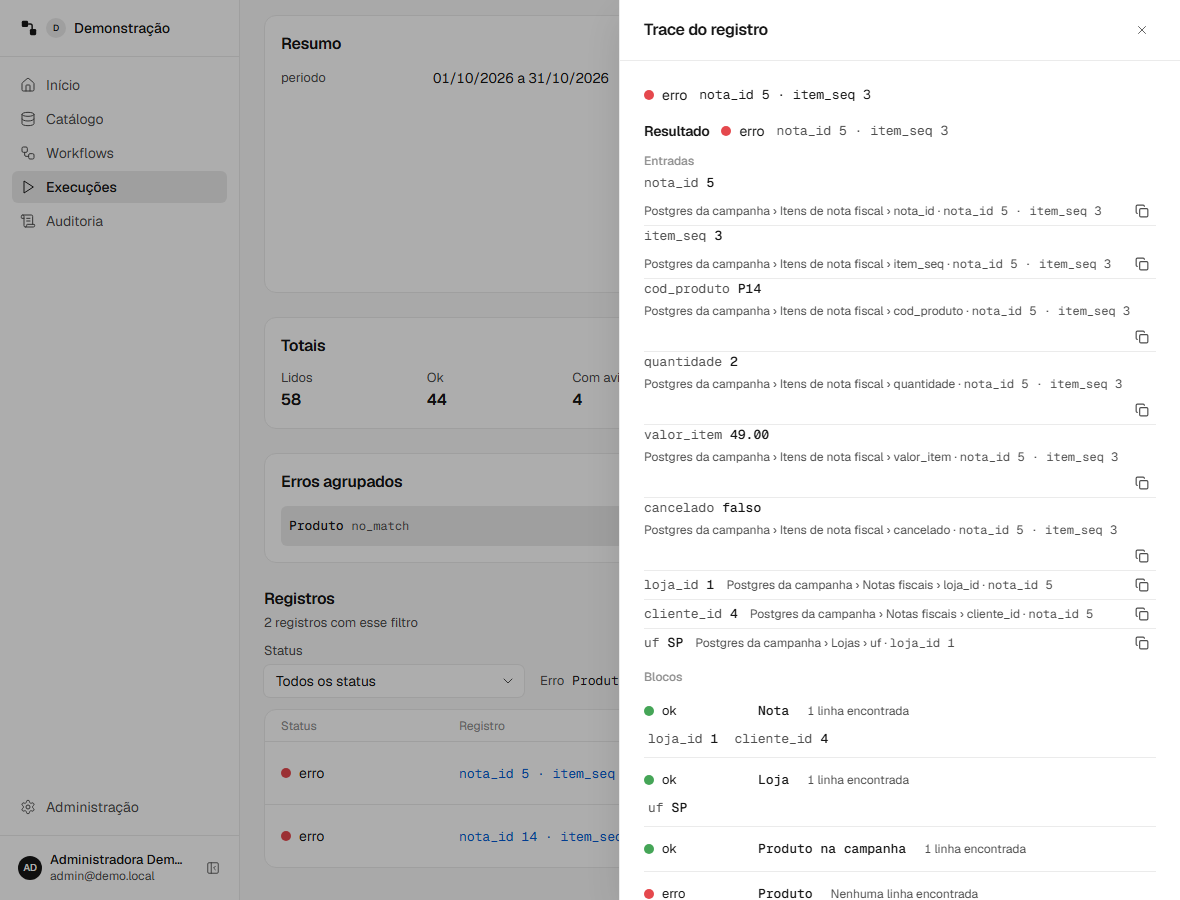 D Demonstração
Início
Catálogo
Workflows
Execuções
Auditoria
Administração
AD Administradora Dem...
admin@demo.local
Resumo
periodo 01/10/2026 a 31/10/2026
Totais
Lidos Ok Com avi
58 44 4
Erros agrupados
Produto no_match
Registros
2 registros com esse filtro
Status
Todos os status Erro Produt
Status Registro
erro nota_id 5 · item_seq
erro nota_id 14 · item_seq
Trace do registro
erro nota_id 5 · item_seq 3
Resultado erro nota_id 5 · item_seq 3
Entradas
nota_id 5
Postgres da campanha › Itens de nota fiscal › nota_id · nota_id 5 · item_seq 3
item_seq 3
Postgres da campanha › Itens de nota fiscal › item_seq · nota_id 5 · item_seq 3
cod_produto P14
Postgres da campanha › Itens de nota fiscal › cod_produto · nota_id 5 · item_seq 3
quantidade 2
Postgres da campanha › Itens de nota fiscal › quantidade · nota_id 5 · item_seq 3
valor_item 49.00
Postgres da campanha › Itens de nota fiscal › valor_item · nota_id 5 · item_seq 3
cancelado falso
Postgres da campanha › Itens de nota fiscal › cancelado · nota_id 5 · item_seq 3
loja_id 1 Postgres da campanha › Notas fiscais › loja_id · nota_id 5
cliente_id 4 Postgres da campanha › Notas fiscais › cliente_id · nota_id 5
uf SP Postgres da campanha › Lojas › uf · loja_id 1
Blocos
ok Nota 1 linha encontrada
loja_id 1 cliente_id 4
ok Loja 1 linha encontrada
uf SP
ok Produto na campanha 1 linha encontrada
erro Produto Nenhuma linha encontrada